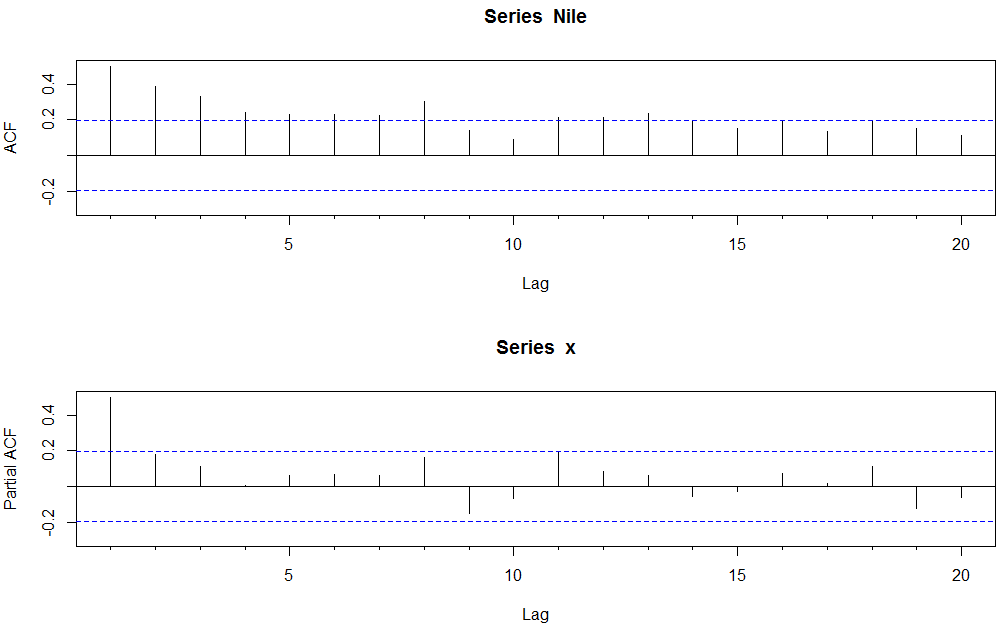 Series Nile
ACF
0.4
0.2
-0.2
5 10 15 20
Lag
Series x
Partial ACF
0.4
0.2
-0.2
5 10 15 20
Lag